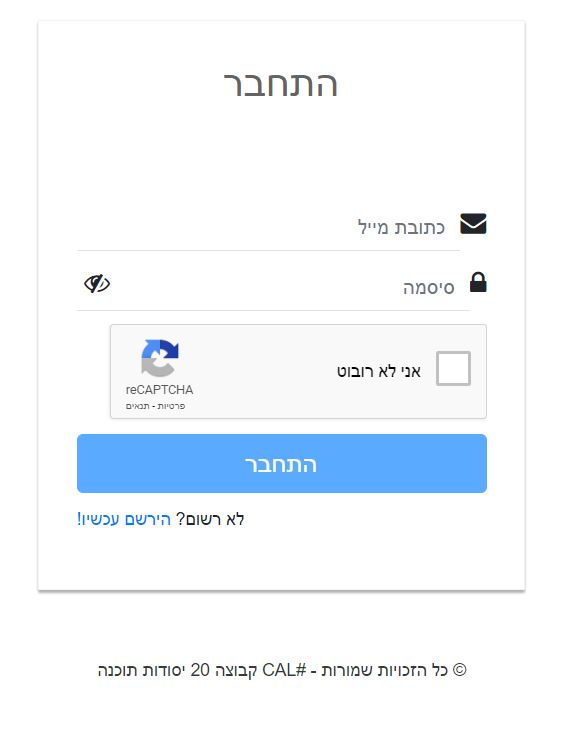 התחבר
כתובת מייל
סיסמה
אני לא רובוט
reCAPTCHA
פרטיות - תנאים
התחבר
לא רשום? הירשם עכשיו!
© כל הזכויות שמורות - #CAL קבוצה 20 יסודות תוכנה